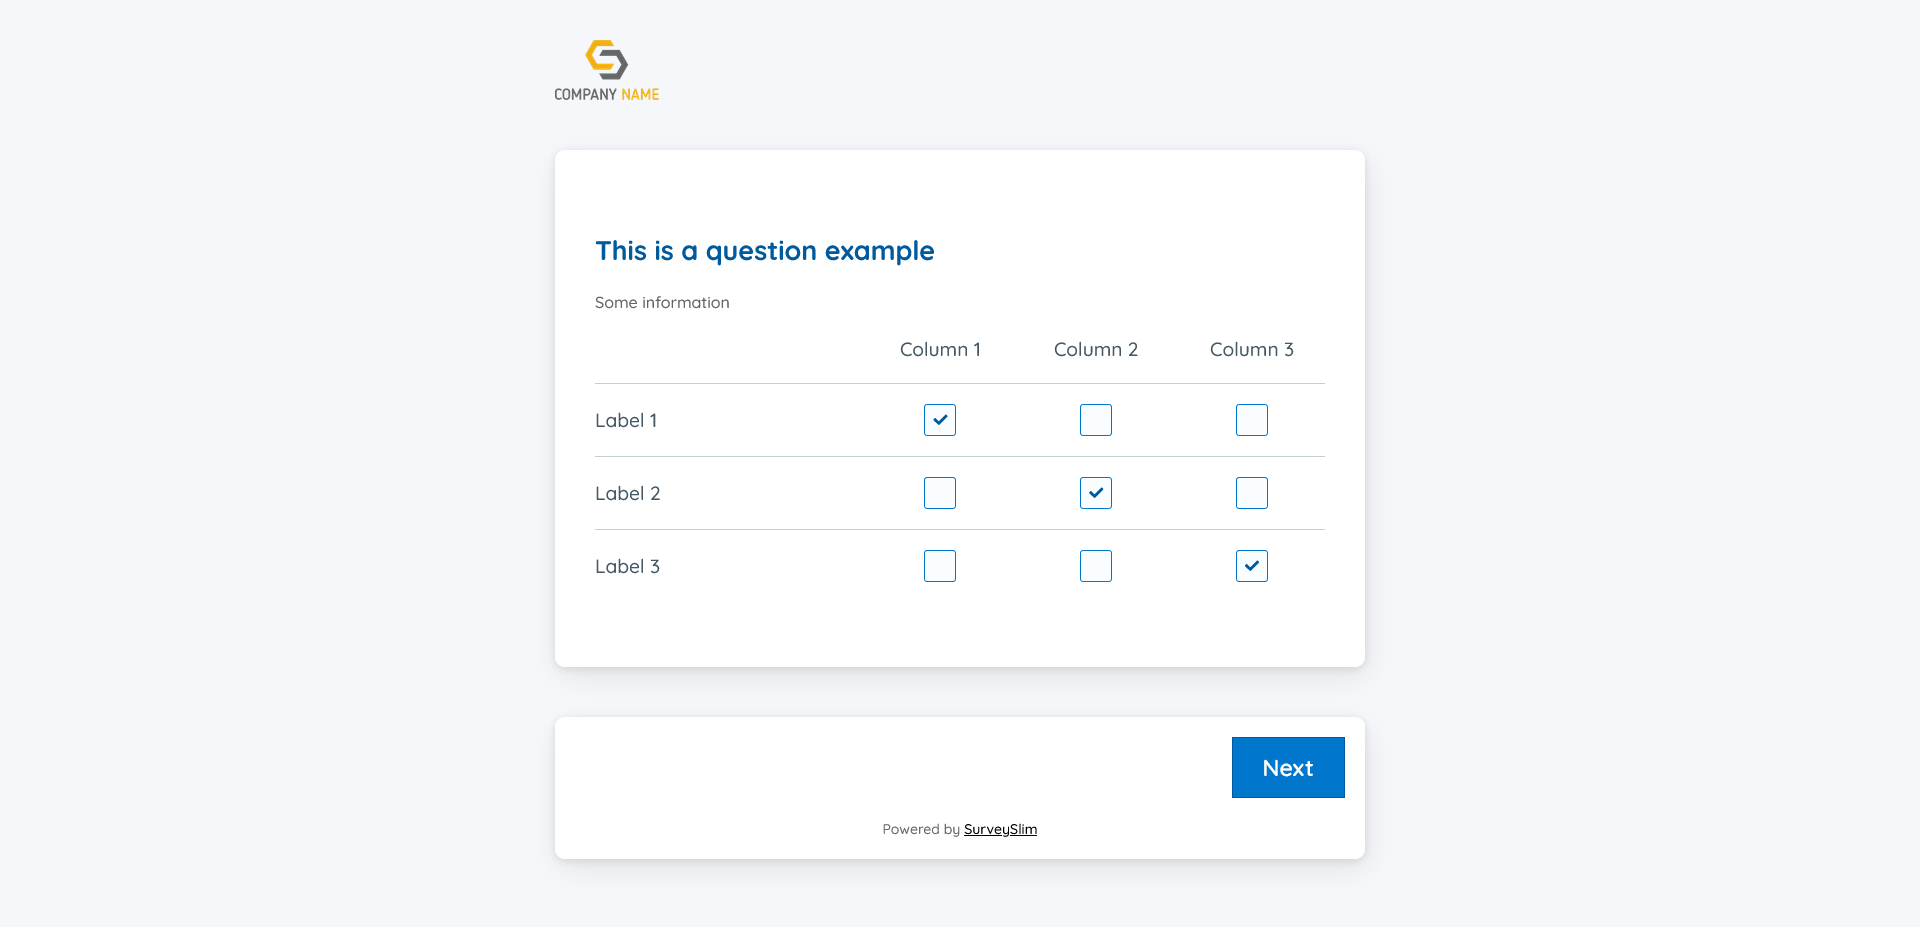 COMPANY NAME
This is a question example
Some information
Column 1 Column 2 Column 3
Label 1
Label 2
Label 3
Next
Powered by SurveySlim